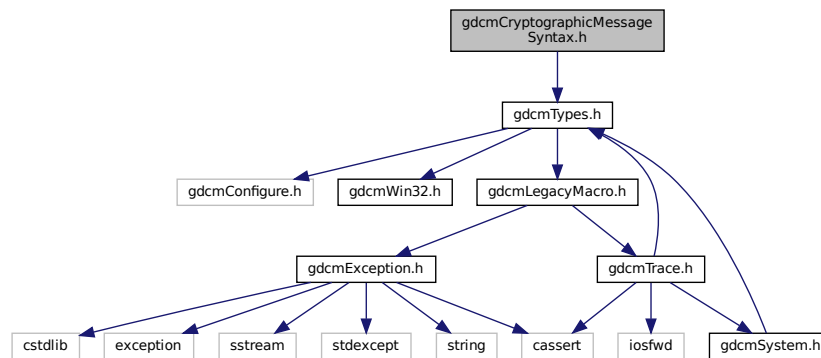 gdcmCryptographicMessage
Syntax.h
gdcmTypes.h
gdcmConfigure.h
gdcmWin32.h
gdcmLegacyMacro.h
gdcmException.h
gdcmTrace.h
cstdlib
exception
sstream
stdexcept
string
cassert
iosfwd
gdcmSystem.h